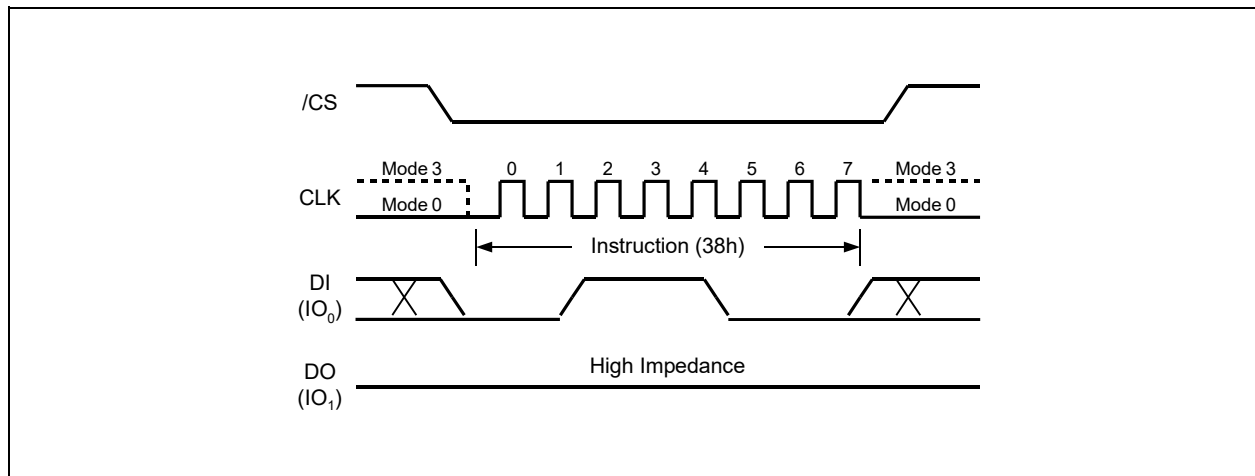 /CS
Mode 3 0 1 2 3 4 5 6 7 Mode 3
CLK
Mode 0 Mode 0
Instruction (38h)
DI
(IO₀)
High Impedance
DO
(IO₁)